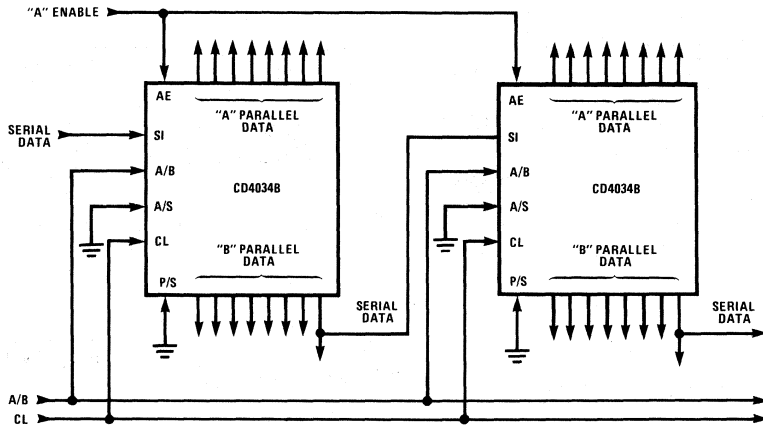 "A" ENABLE
AE
"A" PARALLEL
DATA
SERIAL
DATA
SI
A/B
CD4034B
A/S
CL
"B" PARALLEL
DATA
P/S
AE
"A" PARALLEL
DATA
SI
A/B
CD4034B
A/S
CL
"B" PARALLEL
DATA
P/S
SERIAL
DATA
SERIAL
DATA
A/B
CL